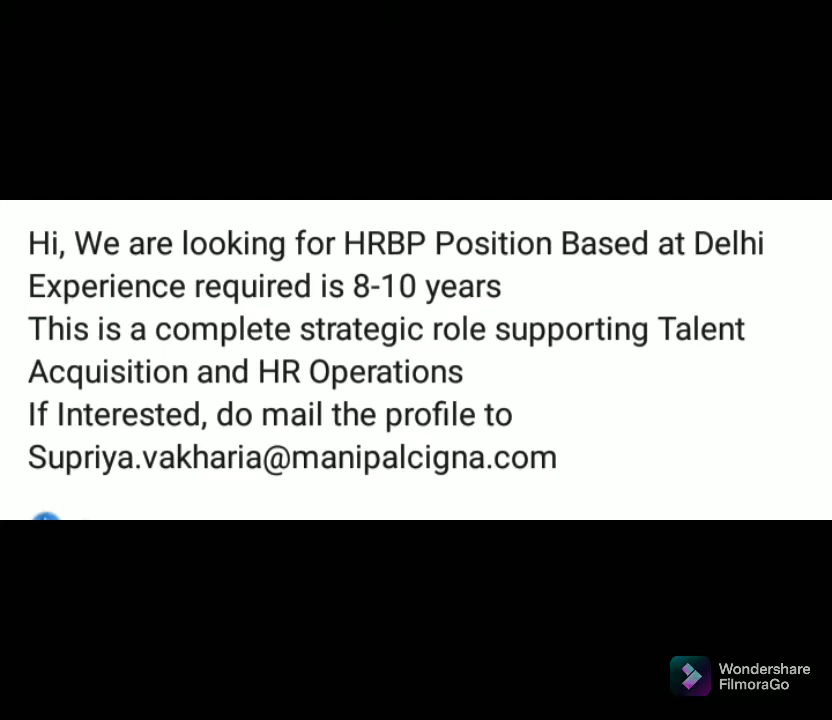 Hi, We are looking for HRBP Position Based at Delhi
Experience required is 8-10 years
This is a complete strategic role supporting Talent
Acquisition and HR Operations
If Interested, do mail the profile to
Supriya.vakharia@manipalcigna.com
Wondershare
FilmoraGo